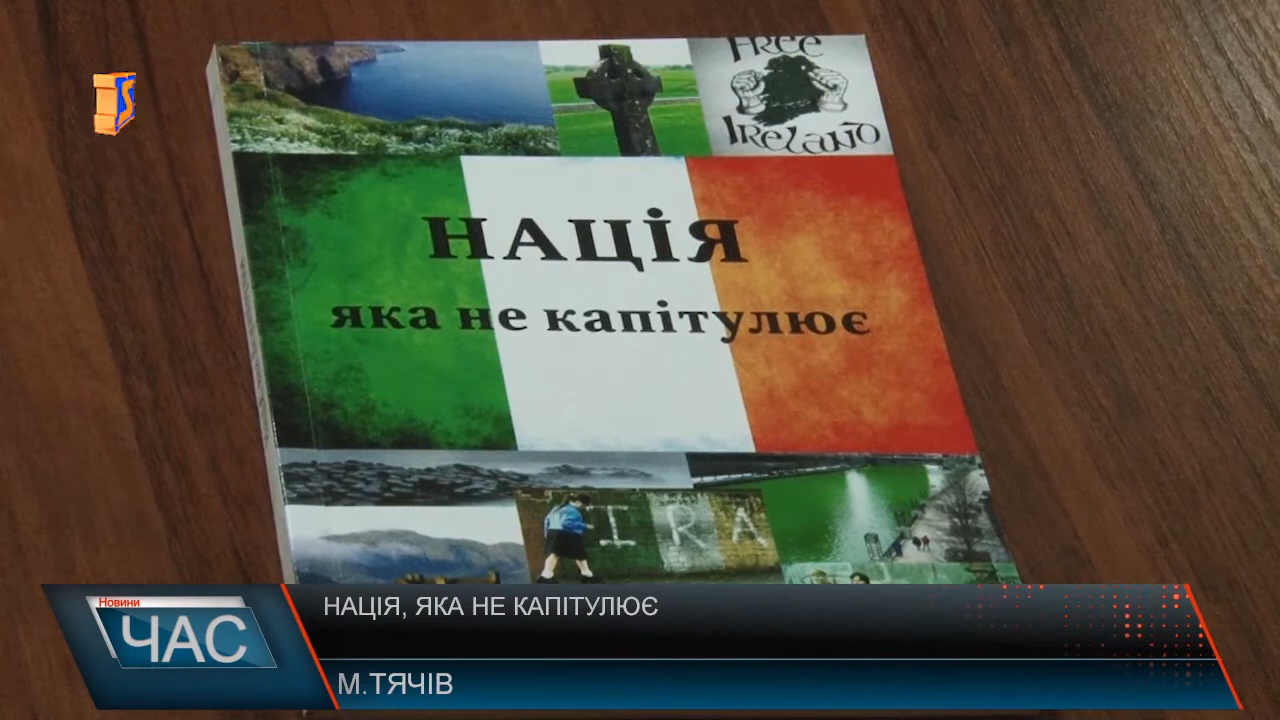 FREE
IRELAND
НАЦІЯ
яка не капітулює
IRA
Новини
ЧАС
НАЦІЯ, ЯКА НЕ КАПІТУЛЮЄ
М.ТЯЧІВ